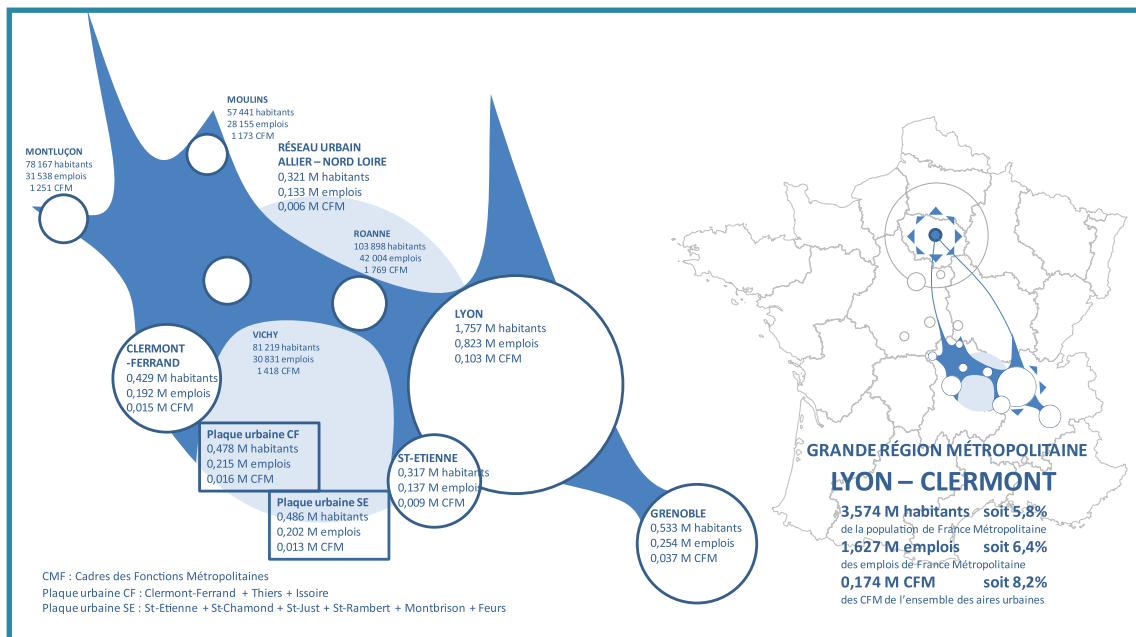 MOULINS
57 441 habitants
28 155 emplois
1 173 CFM
MONTLUÇON
78 167 habitants
31 538 emplois
1 251 CFM
RÉSEAU URBAIN
ALLIER – NORD LOIRE
0,321 M habitants
0,133 M emplois
0,006 M CFM
ROANNE
103 898 habitants
42 004 emplois
1 769 CFM
LYON
1,757 M habitants
0,823 M emplois
0,103 M CFM
VICHY
81 219 habitants
30 831 emplois
1 418 CFM
CLERMONT
-FERRAND
0,429 M habitants
0,192 M emplois
0,015 M CFM
Plaque urbaine CF
0,478 M habitants
0,215 M emplois
0,016 M CFM
ST-ETIENNE
0,317 M habitants
0,137 M emplois
0,009 M CFM
Plaque urbaine SE
0,486 M habitants
0,202 M emplois
0,013 M CFM
GRENOBLE
0,533 M habitants
0,254 M emplois
0,037 M CFM
GRANDE RÉGION MÉTROPOLITAINE
LYON – CLERMONT
3,574 M habitants soit 5,8%
de la population de France Métropolitaine
1,627 M emplois soit 6,4%
des emplois de France Métropolitaine
0,174 M CFM soit 8,2%
des CFM de l'ensemble des aires urbaines
CMF : Cadres des Fonctions Métropolitaines
Plaque urbaine CF : Clermont-Ferrand + Thiers + Issoire
Plaque urbaine SE : St-Etienne + St-Chamond + St-Just + St-Rambert + Montbrison + Feurs